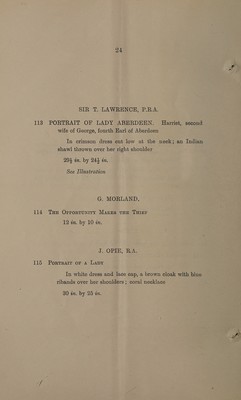 24
SIR T. LAWRENCE, P.R.A.
113 PORTRAIT OF LADY ABERDEEN. Harriet, second
wife of George, fourth Earl of Aberdeen
In crimson dress cut low at the neck; an Indian
shawl thrown over her right shoulder
29½ in. by 24½ in.
See Illustration
G. MORLAND.
114 THE OPPORTUNITY MAKES THE THIEF
12 in. by 10 in.
J. OPIE, R.A.
115 PORTRAIT OF A LADY
In white dress and lace cap, a brown cloak with blue
ribands over her shoulders; coral necklace
30 in. by 25 in.